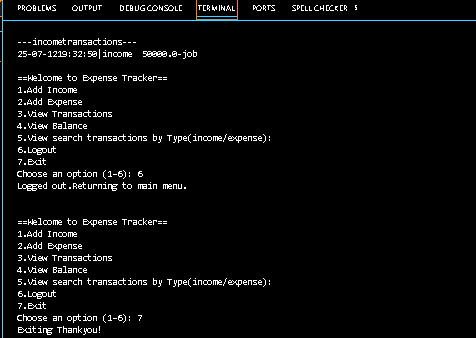 PROBLEMS OUTPUT DEBUG CONSOLE TERMINAL PORTS SPELL CHECKER 5
---incometransactions---
25-07-1219:32:50|income 50000.0-job
==Welcome to Expense Tracker==
1.Add Income
2.Add Expense
3.View Transactions
4.View Balance
5.View search transactions by Type(income/expense):
6.Logout
7.Exit
Choose an option (1-6): 6
Logged out.Returning to main menu.
==Welcome to Expense Tracker==
1.Add Income
2.Add Expense
3.View Transactions
4.View Balance
5.View search transactions by Type(income/expense):
6.Logout
7.Exit
Choose an option (1-6): 7
Exiting Thankyou!